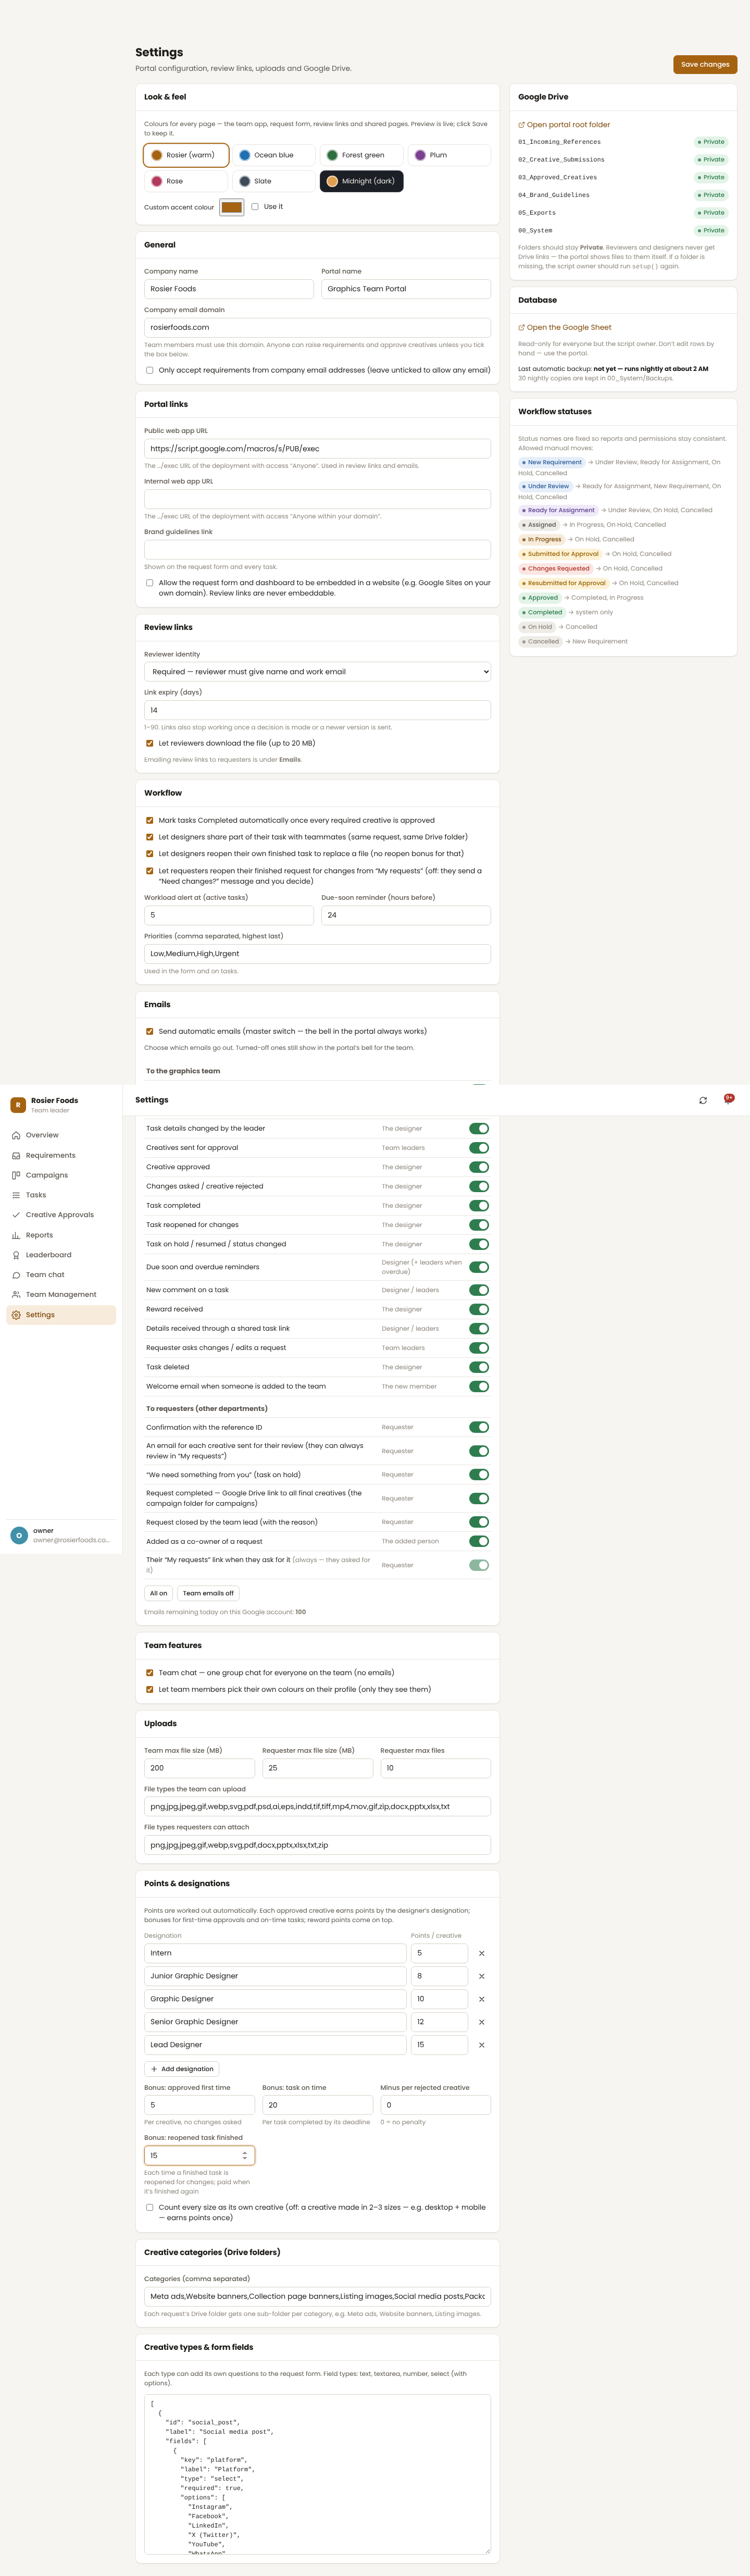 Settings
Portal configuration, review links, uploads and Google Drive.
Save changes
Look & feel
Colours for every page — the team app, request form, review links and shared pages. Preview is live; click Save
to keep it.
Rosier (warm)
Ocean blue
Forest green
Plum
Rose
Slate
Midnight (dark)
Custom accent colour
Use it
General
Company name
Portal name
Rosier Foods
Graphics Team Portal
Company email domain
rosierfoods.com
Team members must use this domain. Anyone can raise requirements and approve creatives unless you tick
the box below.
Only accept requirements from company email addresses (leave unticked to allow any email)
Portal links
Public web app URL
https://script.google.com/macros/s/PUB/exec
The …/exec URL of the deployment with access “Anyone”. Used in review links and emails.
Internal web app URL
The …/exec URL of the deployment with access “Anyone within your domain”.
Brand guidelines link
Shown on the request form and every task.
Allow the request form and dashboard to be embedded in a website (e.g. Google Sites on your
own domain). Review links are never embeddable.
Review links
Reviewer identity
Required — reviewer must give name and work email
Link expiry (days)
14
1–90. Links also stop working once a decision is made or a newer version is sent.
Let reviewers download the file (up to 20 MB)
Emailing review links to requesters is under Emails.
Workflow
Mark tasks Completed automatically once every required creative is approved
Let designers share part of their task with teammates (same request, same Drive folder)
Let designers reopen their own finished task to replace a file (no reopen bonus for that)
Let requesters reopen their finished request for changes from “My requests” (off: they send a
“Need changes?” message and you decide)
Workload alert at (active tasks)
Due-soon reminder (hours before)
5
24
Priorities (comma separated, highest last)
Low,Medium,High,Urgent
Used in the form and on tasks.
Emails
Send automatic emails (master switch — the bell in the portal always works)
Choose which emails go out. Turned-off ones still show in the portal's bell for the team.
To the graphics team
Google Drive
Open portal root folder
01_Incoming_References
Private
02_Creative_Submissions
Private
03_Approved_Creatives
Private
04_Brand_Guidelines
Private
05_Exports
Private
00_System
Private
Folders should stay Private. Reviewers and designers never get
Drive links — the portal shows files to them itself. If a folder is
missing, the script owner should run setup() again.
Database
Open the Google Sheet
Read-only for everyone but the script owner. Don't edit rows by
hand — use the portal.
Last automatic backup: not yet — runs nightly at about 2 AM
30 nightly copies are kept in 00_System/Backups.
Workflow statuses
Status names are fixed so reports and permissions stay consistent.
Allowed manual moves:
New Requirement → Under Review, Ready for Assignment, On
Hold, Cancelled
Under Review → Ready for Assignment, New Requirement, On
Hold, Cancelled
Ready for Assignment → Under Review, On Hold, Cancelled
Assigned → In Progress, On Hold, Cancelled
In Progress → On Hold, Cancelled
Submitted for Approval → On Hold, Cancelled
Changes Requested → On Hold, Cancelled
Resubmitted for Approval → On Hold, Cancelled
Approved → Completed, In Progress
Completed → system only
On Hold → Cancelled
Cancelled → New Requirement
R
Rosier Foods
Team leader
Settings
9+
Overview
Requirements
Campaigns
Tasks
Creative Approvals
Reports
Leaderboard
Team chat
Team Management
Settings
O
owner
owner@rosierfoods.co…
Task details changed by the leader
The designer
Creatives sent for approval
Team leaders
Creative approved
The designer
Changes asked / creative rejected
The designer
Task completed
The designer
Task reopened for changes
The designer
Task on hold / resumed / status changed
The designer
Due soon and overdue reminders
Designer (+ leaders when
overdue)
New comment on a task
Designer / leaders
Reward received
The designer
Details received through a shared task link
Designer / leaders
Requester asks changes / edits a request
Team leaders
Task deleted
The designer
Welcome email when someone is added to the team
The new member
To requesters (other departments)
Confirmation with the reference ID
Requester
An email for each creative sent for their review (they can always
review in “My requests”)
Requester
“We need something from you” (task on hold)
Requester
Request completed — Google Drive link to all final creatives (the
campaign folder for campaigns)
Requester
Request closed by the team lead (with the reason)
Requester
Added as a co-owner of a request
The added person
Their “My requests” link when they ask for it (always — they asked for
it)
Requester
All on
Team emails off
Emails remaining today on this Google account: 100
Team features
Team chat — one group chat for everyone on the team (no emails)
Let team members pick their own colours on their profile (only they see them)
Uploads
Team max file size (MB)
Requester max file size (MB)
Requester max files
200
25
10
File types the team can upload
png,jpg,jpeg,gif,webp,svg,pdf,psd,ai,eps,indd,tif,tiff,mp4,mov,gif,zip,docx,pptx,xlsx,txt
File types requesters can attach
png,jpg,jpeg,gif,webp,svg,pdf,docx,pptx,xlsx,txt,zip
Points & designations
Points are worked out automatically. Each approved creative earns points by the designer's designation;
bonuses for first-time approvals and on-time tasks; reward points come on top.
Designation
Points / creative
Intern
5
Junior Graphic Designer
8
Graphic Designer
10
Senior Graphic Designer
12
Lead Designer
15
Add designation
Bonus: approved first time
Bonus: task on time
Minus per rejected creative
5
20
0
Per creative, no changes asked
Per task completed by its deadline
0 = no penalty
Bonus: reopened task finished
15
Each time a finished task is
reopened for changes; paid when
it's finished again
Count every size as its own creative (off: a creative made in 2–3 sizes — e.g. desktop + mobile
— earns points once)
Creative categories (Drive folders)
Categories (comma separated)
Meta ads,Website banners,Collection page banners,Listing images,Social media posts,Packa
Each request's Drive folder gets one sub-folder per category, e.g. Meta ads, Website banners, Listing images.
Creative types & form fields
Each type can add its own questions to the request form. Field types: text, textarea, number, select (with
options).
[
{
"id": "social_post",
"label": "Social media post",
"fields": [
{
"key": "platform",
"label": "Platform",
"type": "select",
"required": true,
"options": [
"Instagram",
"Facebook",
"LinkedIn",
"X (Twitter)",
"YouTube",
"WhatsApp"